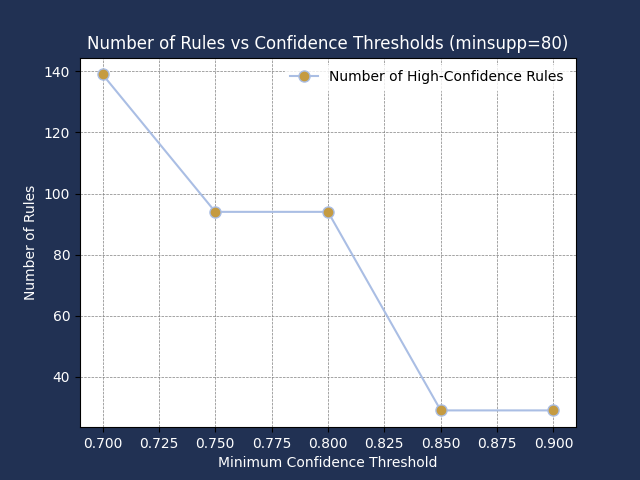 Number of Rules vs Confidence Thresholds (minsupp=80)
Number of High-Confidence Rules
Number of Rules
140
120
100
80
60
40
0.700 0.725 0.750 0.775 0.800 0.825 0.850 0.875 0.900
Minimum Confidence Threshold